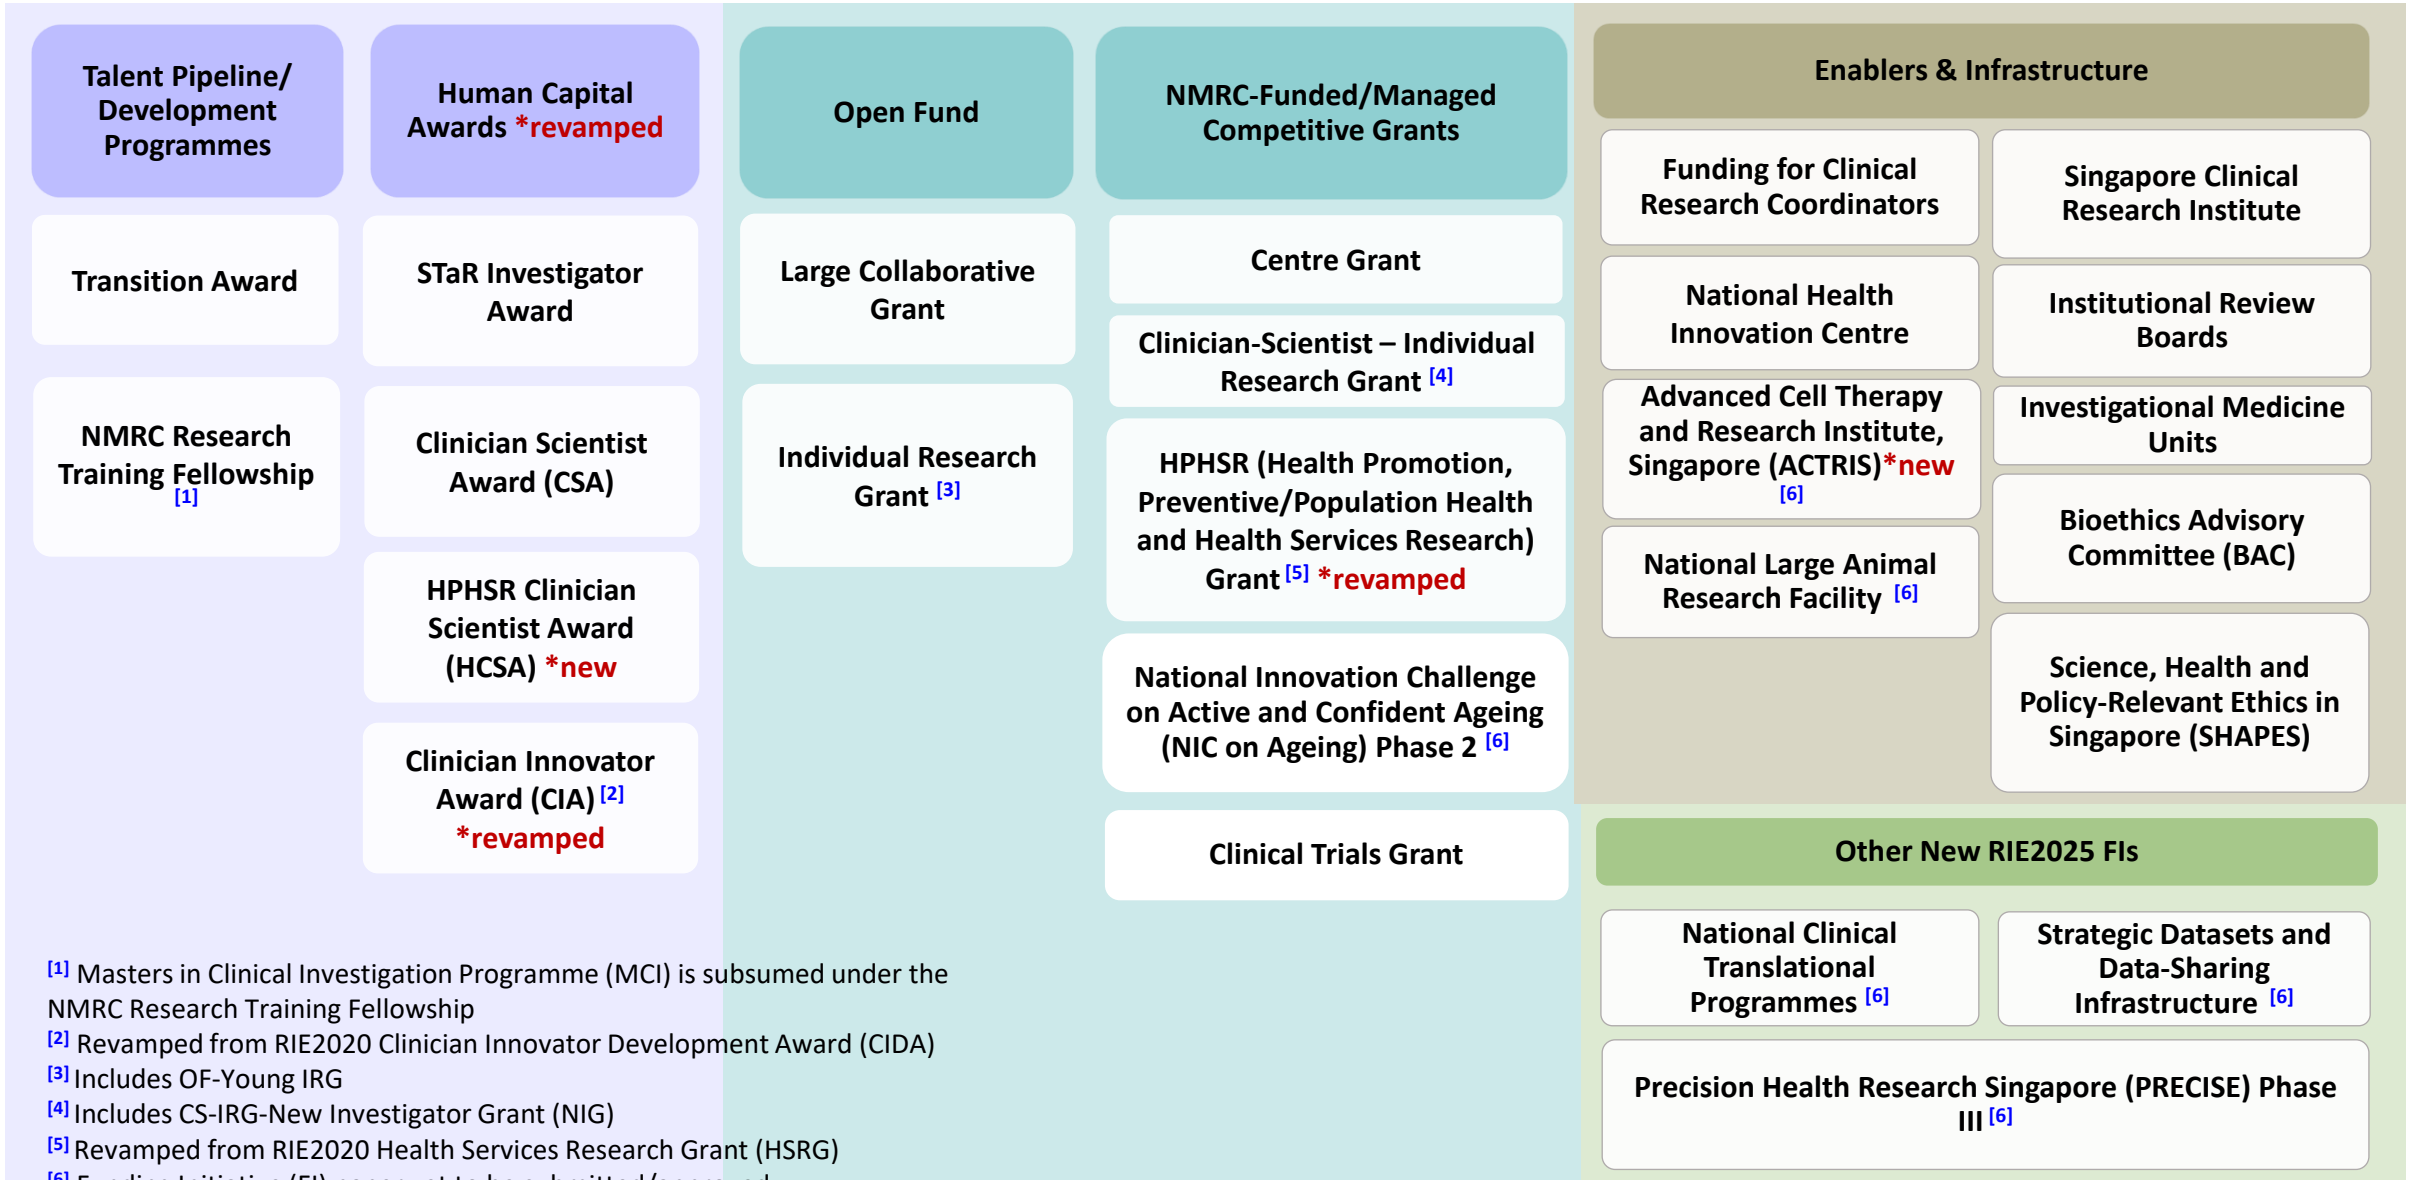 Talent Pipeline/
Development
Programmes
Transition Award
NMRC Research
Training Fellowship
[1]
Human Capital
Awards *revamped
STaR Investigator
Award
Clinician Scientist
Award (CSA)
HPHSR Clinician
Scientist Award
(HCSA) *new
Clinician Innovator
Award (CIA) [2]
*revamped
Open Fund
Large Collaborative
Grant
Individual Research
Grant [3]
NMRC-Funded/Managed
Competitive Grants
Centre Grant
Clinician-Scientist – Individual
Research Grant [4]
HPHSR (Health Promotion,
Preventive/Population Health
and Health Services Research)
Grant [5] *revamped
National Innovation Challenge
on Active and Confident Ageing
(NIC on Ageing) Phase 2 [6]
Clinical Trials Grant
Enablers & Infrastructure
Funding for Clinical
Research Coordinators
National Health
Innovation Centre
Advanced Cell Therapy
and Research Institute,
Singapore (ACTRIS)*new
[6]
National Large Animal
Research Facility [6]
Singapore Clinical
Research Institute
Institutional Review
Boards
Investigational Medicine
Units
Bioethics Advisory
Committee (BAC)
Science, Health and
Policy-Relevant Ethics in
Singapore (SHAPES)
Other New RIE2025 FIs
National Clinical
Translational
Programmes [6]
Strategic Datasets and
Data-Sharing
Infrastructure [6]
Precision Health Research Singapore (PRECISE) Phase
III [6]
[1] Masters in Clinical Investigation Programme (MCI) is subsumed under the
NMRC Research Training Fellowship
[2] Revamped from RIE2020 Clinician Innovator Development Award (CIDA)
[3] Includes OF-Young IRG
[4] Includes CS-IRG-New Investigator Grant (NIG)
[5] Revamped from RIE2020 Health Services Research Grant (HSRG)
[6] Funding Initiative (FI)